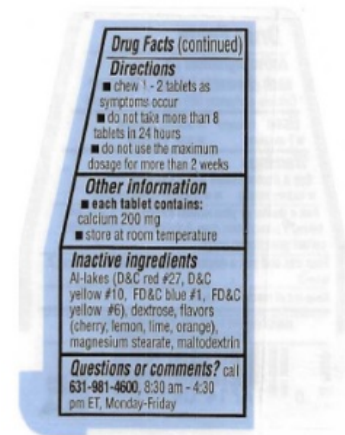 Drug Facts (continued)
Directions
■ chew 1 - 2 tablets as
symptoms occur
■ do not take more than 8
tablets in 24 hours
■ do not use the maximum
dosage for more than 2 weeks
Other information
■ each tablet contains:
calcium 200 mg
■ store at room temperature
Inactive ingredients
Al-lakes (D&C red #27, D&C
yellow #10, FD&C blue #1, FD&C
yellow #6), dextrose, flavors
(cherry, lemon, lime, orange),
magnesium stearate, maltodextrin
Questions or comments? call
631-981-4600, 8:30 am - 4:30
pm ET, Monday-Friday